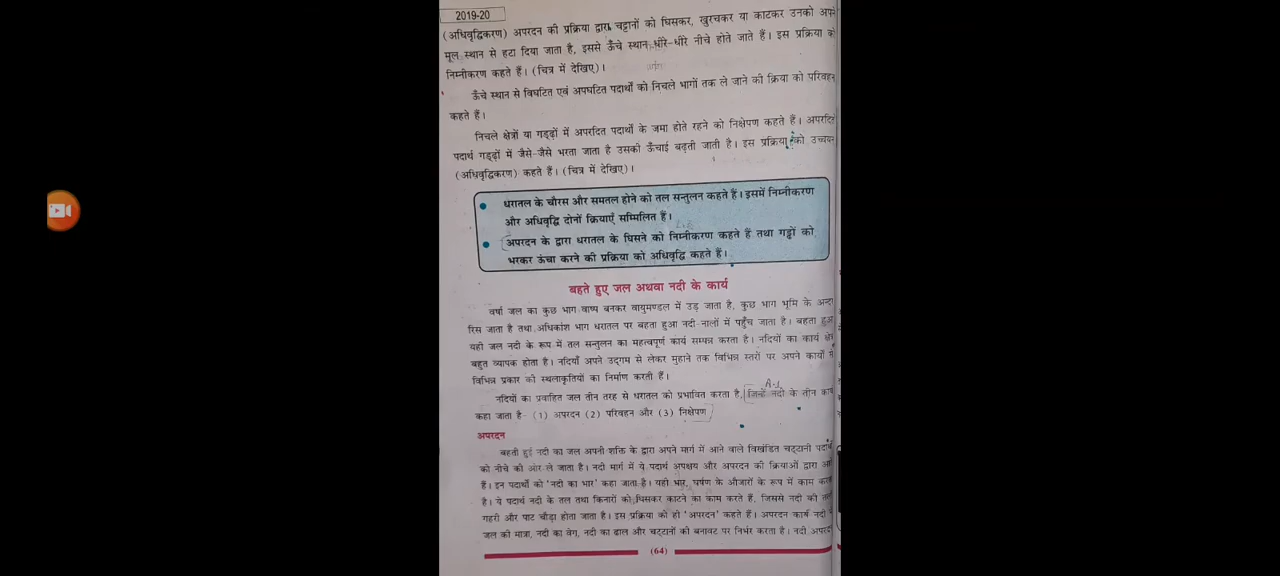 2019-20
(अधिवृद्धिकरण) अपरदन की प्रक्रिया द्वारा चट्टानों को घिसकर, खुरचकर या काटकर उनको अपने
मूल स्थान से हटा दिया जाता है, इससे ऊँचे स्थान धीरे-धीरे नीचे होते जाते हैं। इस प्रक्रिया को
निम्नीकरण कहते हैं। (चित्र में देखिए)।
ऊँचे स्थान से विघटित एवं अपघटित पदार्थों को निचले भागों तक ले जाने की क्रिया को परिवहन
कहते हैं।
निचले क्षेत्रों या गड्ढों में अपरदित पदार्थों के जमा होते रहने को निक्षेपण कहते हैं। अपरदित
पदार्थ गड्ढों में जैसे-जैसे भरता जाता है उसकी ऊँचाई बढ़ती जाती है। इस प्रक्रिया को उच्चयन
(अधिवृद्धिकरण) कहते हैं। (चित्र में देखिए)।
● धरातल के चौरस और समतल होने को तल सन्तुलन कहते हैं। इसमें निम्नीकरण
और अधिवृद्धि दोनों क्रियाएँ सम्मिलित हैं।
● अपरदन के द्वारा धरातल के घिसने को निम्नीकरण कहते हैं तथा गड्ढों को
भरकर ऊंचा करने की प्रक्रिया को अधिवृद्धि कहते हैं।
बहते हुए जल अथवा नदी के कार्य
वर्षा जल का कुछ भाग वाष्प बनकर वायुमण्डल में उड़ जाता है, कुछ भाग भूमि के अन्दर
रिस जाता है तथा अधिकांश भाग धरातल पर बहता हुआ नदी-नालों में पहुँच जाता है। बहता हुआ
यही जल नदी के रूप में तल सन्तुलन का महत्वपूर्ण कार्य सम्पन्न करता है। नदियों का कार्य क्षेत्र
बहुत व्यापक होता है। नदियाँ अपने उद्गम से लेकर मुहाने तक विभिन्न स्तरों पर अपने कार्यों से
विभिन्न प्रकार की स्थलाकृतियों का निर्माण करती हैं।
नदियों का प्रवाहित जल तीन तरह से धरातल को प्रभावित करता है, जिन्हें नदी के तीन कार्य
कहा जाता है- (1) अपरदन (2) परिवहन और (3) निक्षेपण
अपरदन
बहती हुई नदी का जल अपनी शक्ति के द्वारा अपने मार्ग में आने वाले विखंडित चट्टानी पदार्थों
को नीचे की ओर ले जाता है। नदी मार्ग में ये पदार्थ अपक्षय और अपरदन की क्रियाओं द्वारा आते
हैं। इन पदार्थों को 'नदी का भार' कहा जाता है। यही भार, घर्षण के औजारों के रूप में काम करता
है। ये पदार्थ नदी के तल तथा किनारों को घिसकर काटने का काम करते हैं, जिससे नदी की तली
गहरी और पाट चौड़ा होता जाता है। इस प्रक्रिया को ही 'अपरदन' कहते हैं। अपरदन कार्य नदी के
जल की मात्रा, नदी का वेग, नदी का ढाल और चट्टानों की बनावट पर निर्भर करता है। नदी अपरदन
(64)